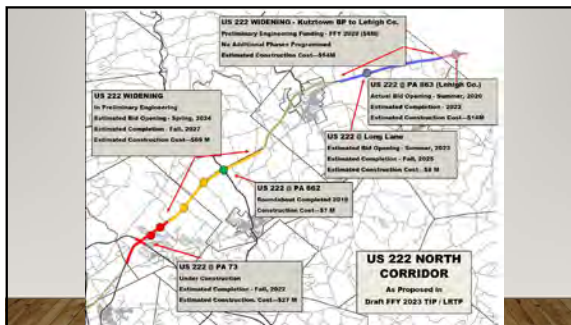 US 222 WIDENING - Kutztown BP to Lehigh Co.
Preliminary Engineering Funding - FFY 2028 ($6M)
No Additional Phases Programmed
Estimated Construction Cost—$94M
US 222 WIDENING
In Preliminary Engineering
Estimated Bid Opening - Spring, 2024
Estimated Completion - Fall, 2027
Estimated Construction Cost—$66 M
US 222 @ PA 863 (Lehigh Co.)
Actual Bid Opening - Summer, 2020
Estimated Completion - 2022
Estimated Construction Cost—$16M
US 222 @ Long Lane
Estimated Bid Opening - Summer, 2023
Estimated Completion - Fall, 2025
Estimated Construction Cost—$8 M
US 222 @ PA 662
Roundabout Completed 2019
Construction Cost—$7 M
US 222 @ PA 73
Under Construction
Estimated Completion - Fall, 2022
Estimated Construction. Cost—$27 M
US 222 NORTH
CORRIDOR
As Proposed in
Draft FFY 2023 TIP / LRTP